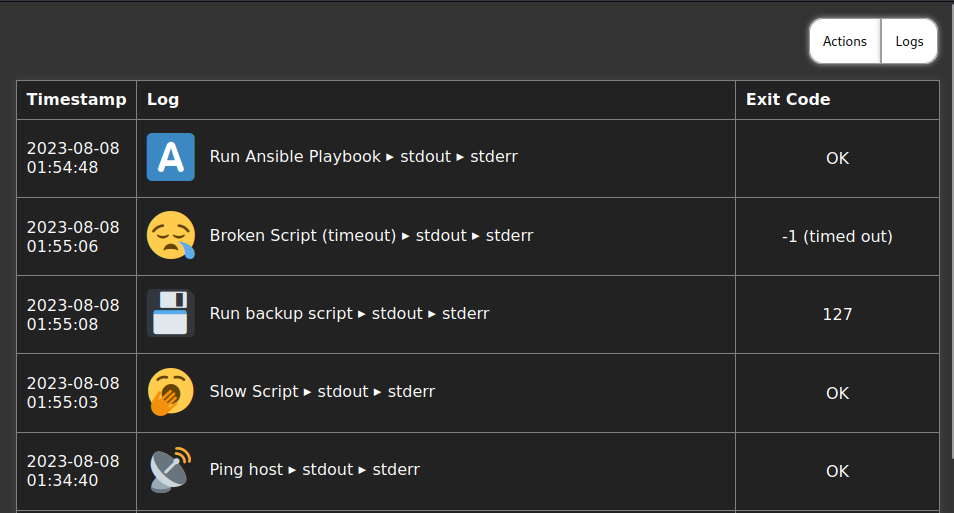 Actions Logs
Timestamp Log Exit Code
2023-08-08
01:54:48
A Run Ansible Playbook ▸ stdout ▸ stderr
OK
2023-08-08
01:55:06
Broken Script (timeout) ▸ stdout ▸ stderr
-1 (timed out)
2023-08-08
01:55:08
Run backup script ▸ stdout ▸ stderr
127
2023-08-08
01:55:03
Slow Script ▸ stdout ▸ stderr
OK
2023-08-08
01:34:40
Ping host ▸ stdout ▸ stderr
OK